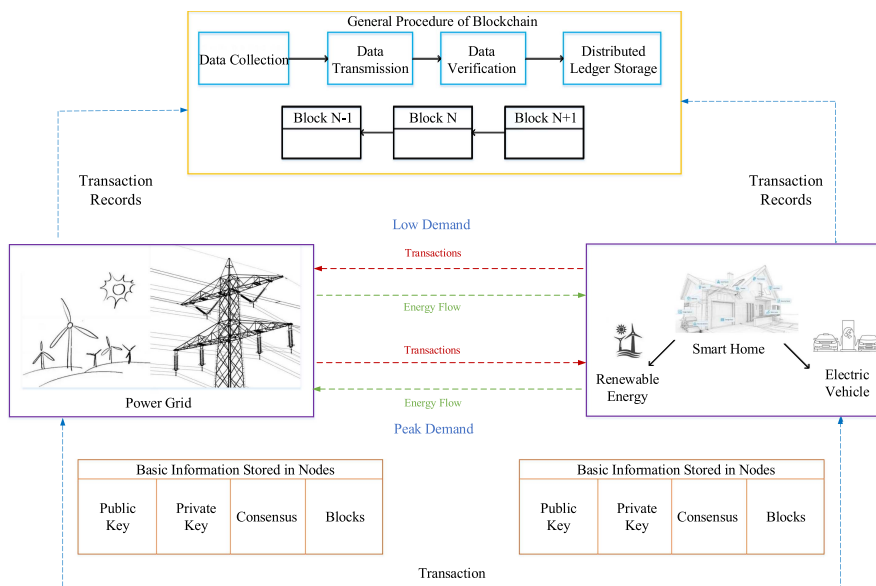 General Procedure of Blockchain
Data Collection
Data
Transmission
Data
Verification
Distributed
Ledger Storage
Block N-1
Block N
Block N+1
Transaction
Records
Transaction
Records
Low Demand
Transactions
Energy Flow
Transactions
Energy Flow
Peak Demand
Power Grid
Smart Home
Renewable
Energy
Electric
Vehicle
Basic Information Stored in Nodes
Public
Key
Private
Key
Consensus
Blocks
Basic Information Stored in Nodes
Public
Key
Private
Key
Consensus
Blocks
Transaction